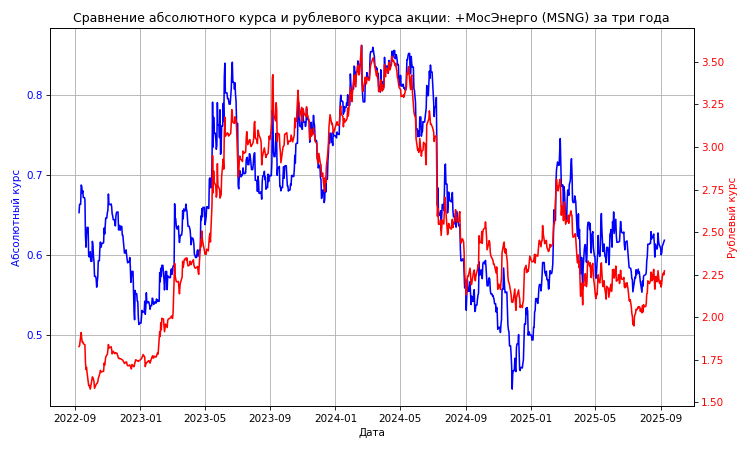 Сравнение абсолютного курса и рублевого курса акции: +МосЭнерго (MSNG) за три года
Абсолютный курс
0.8
0.7
0.6
0.5
3.50
3.25
3.00
2.75
2.50
2.25
2.00
1.75
1.50
Рублевый курс
2022-09 2023-01 2023-05 2023-09 2024-01 2024-05 2024-09 2025-01 2025-05 2025-09
Дата